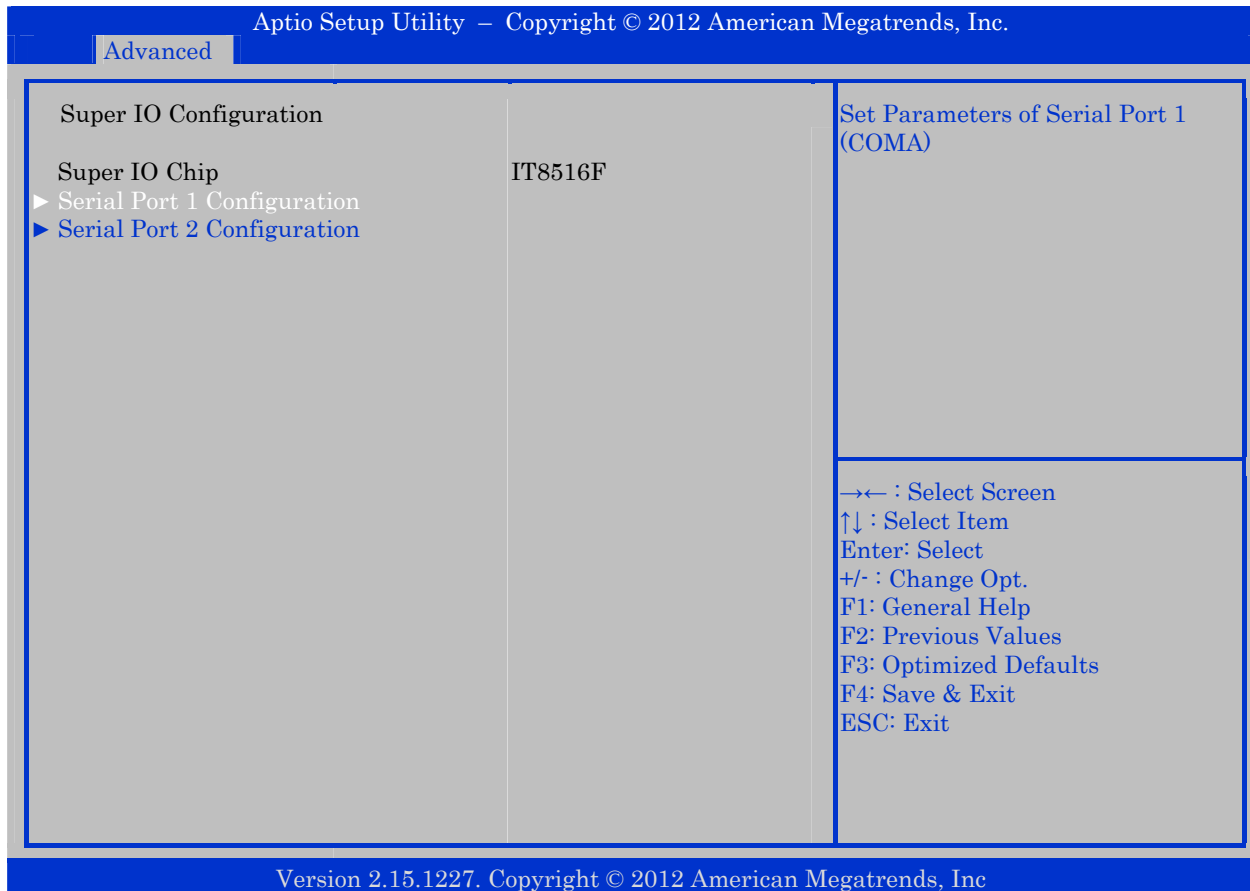 Aptio Setup Utility – Copyright © 2012 American Megatrends, Inc.
Advanced
Super IO Configuration
Super IO Chip IT8516F
► Serial Port 1 Configuration
► Serial Port 2 Configuration
Set Parameters of Serial Port 1
(COMA)
→← : Select Screen
↑↓ : Select Item
Enter: Select
+/- : Change Opt.
F1: General Help
F2: Previous Values
F3: Optimized Defaults
F4: Save & Exit
ESC: Exit
Version 2.15.1227. Copyright © 2012 American Megatrends, Inc